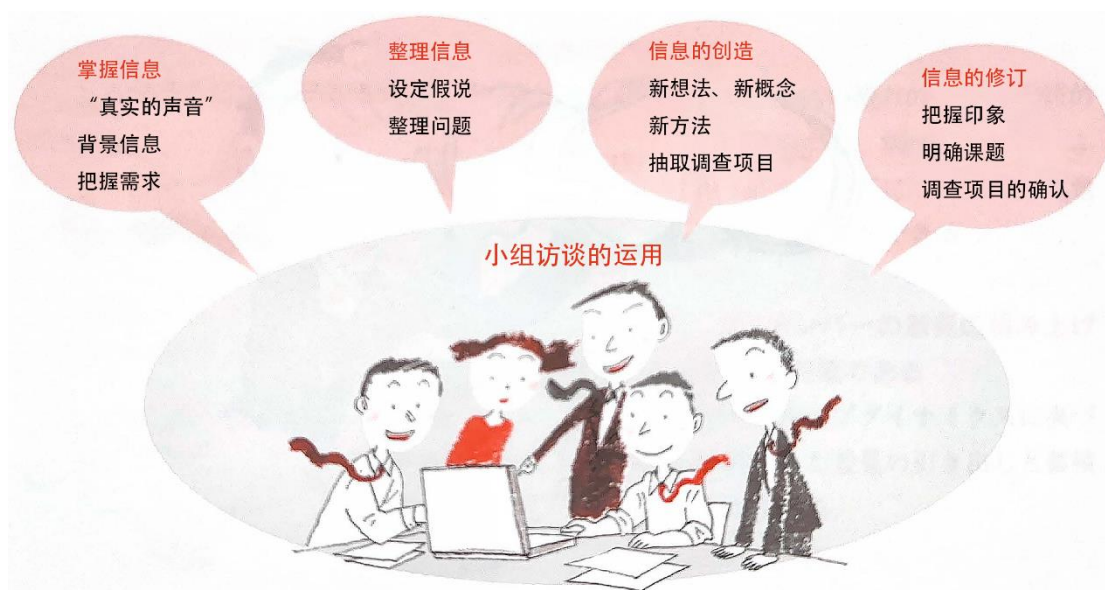 掌握信息
“真实的声音”
背景信息
把握需求
整理信息
设定假说
整理问题
信息的创造
新想法、新概念
新方法
抽取调查项目
信息的修订
把握印象
明确课题
调查项目的确认
小组访谈的运用